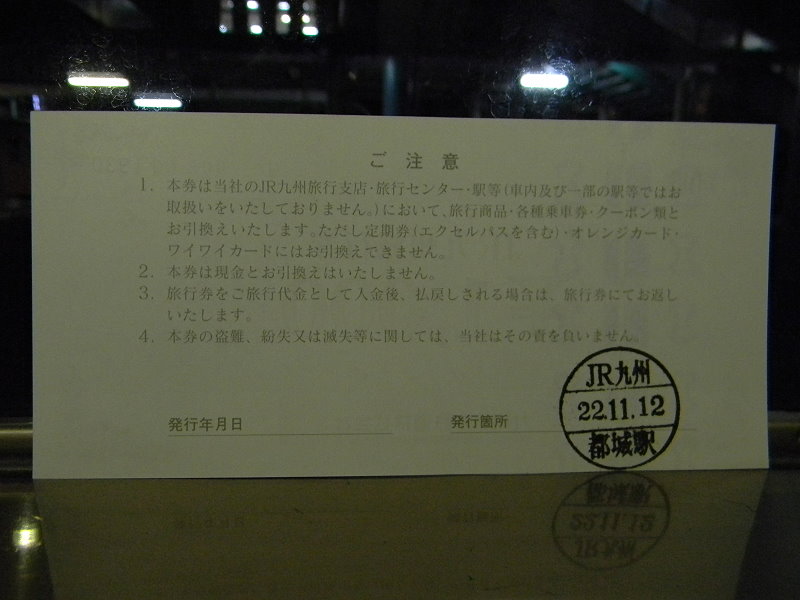 ご注意
1. 本券は当社のJR九州旅行支店・旅行センター・駅等(車内及び一部の駅等ではお
取扱いをいたしておりません。)において、旅行商品・各種乗車券・クーポン類と
お引換えいたします。ただし定期券(エクセルパスを含む)・オレンジカード・
ワイワイカードにはお引換えできません。
2. 本券は現金とお引換えはいたしません。
3. 旅行券をご旅行代金として入金後、払戻しされる場合は、旅行券にてお返し
いたします。
4. 本券の盗難、紛失又は滅失等に関しては、当社はその責を負いません。
発行年月日
発行箇所
JR九州
22.11.12
都城駅